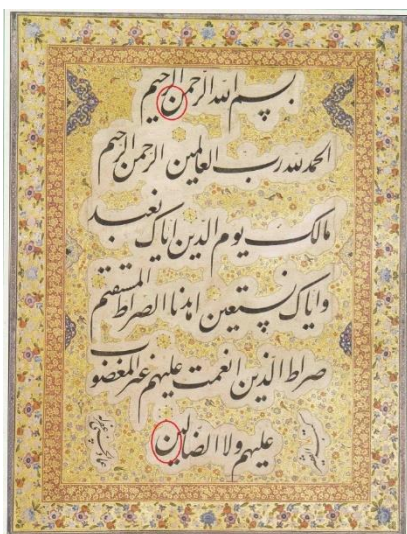 بسم الله الرحمن الرحيم
الحمد لله رب العالمين الرحمن الرحيم
مالك يوم الدين اياك نعبد
واياك نستعين اهدنا الصراط المستقيم
صراط الذين انعمت عليهم غير المغضوب
عليهم ولا الضالين